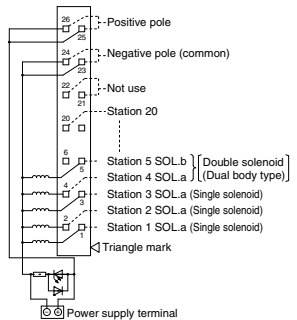 26 Positive pole
25
24 Negative pole (common)
23
22 Not use
21
Station 20
20
6
Station 5 SOL.b Double solenoid
5 (Dual body type)
Station 4 SOL.a
4
Station 3 SOL.a (Single solenoid)
3
Station 2 SOL.a (Single solenoid)
2
Station 1 SOL.a (Single solenoid)
1
Triangle mark
Power supply terminal